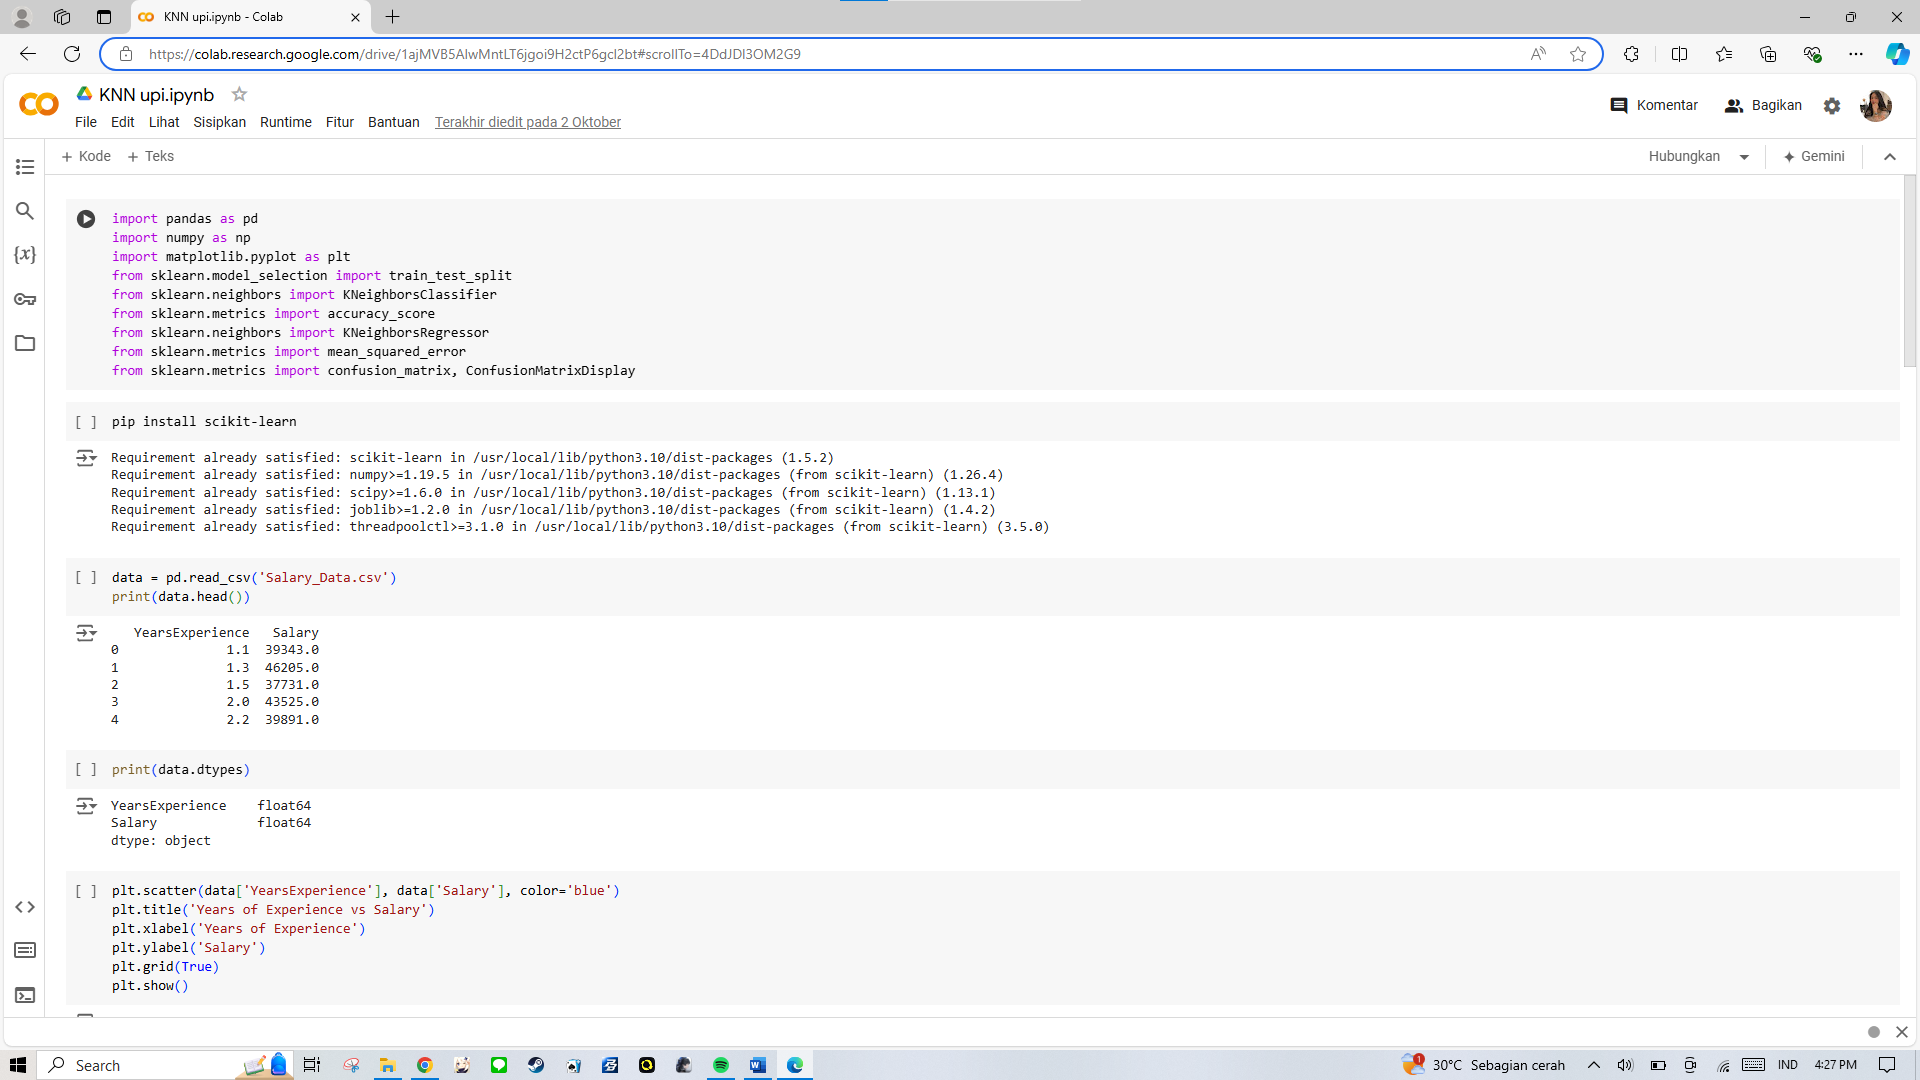 KNN upi.ipynb - Colab
https://colab.research.google.com/drive/1ajMVB5AlwMntLT6jgoi9H2ctP6gcl2bt#scrollTo=4DdJDI3OM2G9
KNN upi.ipynb
Komentar Bagikan
File Edit Lihat Sisipkan Runtime Fitur Bantuan Terakhir diedit pada 2 Oktober
+ Kode + Teks Hubungkan Gemini
import pandas as pd
import numpy as np
import matplotlib.pyplot as plt
from sklearn.model_selection import train_test_split
from sklearn.neighbors import KNeighborsClassifier
from sklearn.metrics import accuracy_score
from sklearn.neighbors import KNeighborsRegressor
from sklearn.metrics import mean_squared_error
from sklearn.metrics import confusion_matrix, ConfusionMatrixDisplay
[ ] pip install scikit-learn
Requirement already satisfied: scikit-learn in /usr/local/lib/python3.10/dist-packages (1.5.2)
Requirement already satisfied: numpy>=1.19.5 in /usr/local/lib/python3.10/dist-packages (from scikit-learn) (1.26.4)
Requirement already satisfied: scipy>=1.6.0 in /usr/local/lib/python3.10/dist-packages (from scikit-learn) (1.13.1)
Requirement already satisfied: joblib>=1.2.0 in /usr/local/lib/python3.10/dist-packages (from scikit-learn) (1.4.2)
Requirement already satisfied: threadpoolctl>=3.1.0 in /usr/local/lib/python3.10/dist-packages (from scikit-learn) (3.5.0)
[ ] data = pd.read_csv('Salary_Data.csv')
print(data.head())
YearsExperience Salary
0 1.1 39343.0
1 1.3 46205.0
2 1.5 37731.0
3 2.0 43525.0
4 2.2 39891.0
[ ] print(data.dtypes)
YearsExperience float64
Salary float64
dtype: object
[ ] plt.scatter(data['YearsExperience'], data['Salary'], color='blue')
plt.title('Years of Experience vs Salary')
plt.xlabel('Years of Experience')
plt.ylabel('Salary')
plt.grid(True)
plt.show()
Search 1 30°C Sebagian cerah IND 4:27 PM